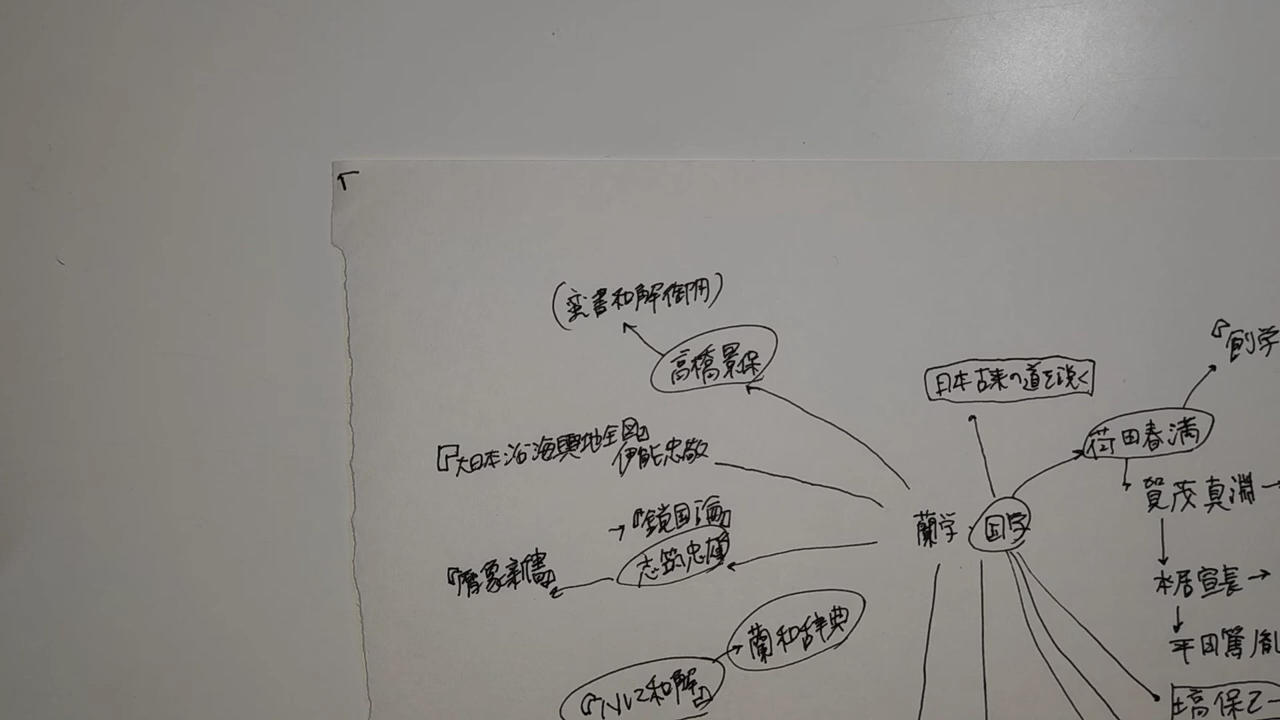 (蛮書和解御用)
高橋景保
日本古来の道を説く
『創学
荷田春満
『大日本沿海輿地全図』
伊能忠敬
賀茂真淵→
→『鎖国論』
蘭学
国学
志筑忠雄
『暦象新書』
本居宣長→
蘭和辞典
平田篤胤
『ハルマ和解』
塙保己一